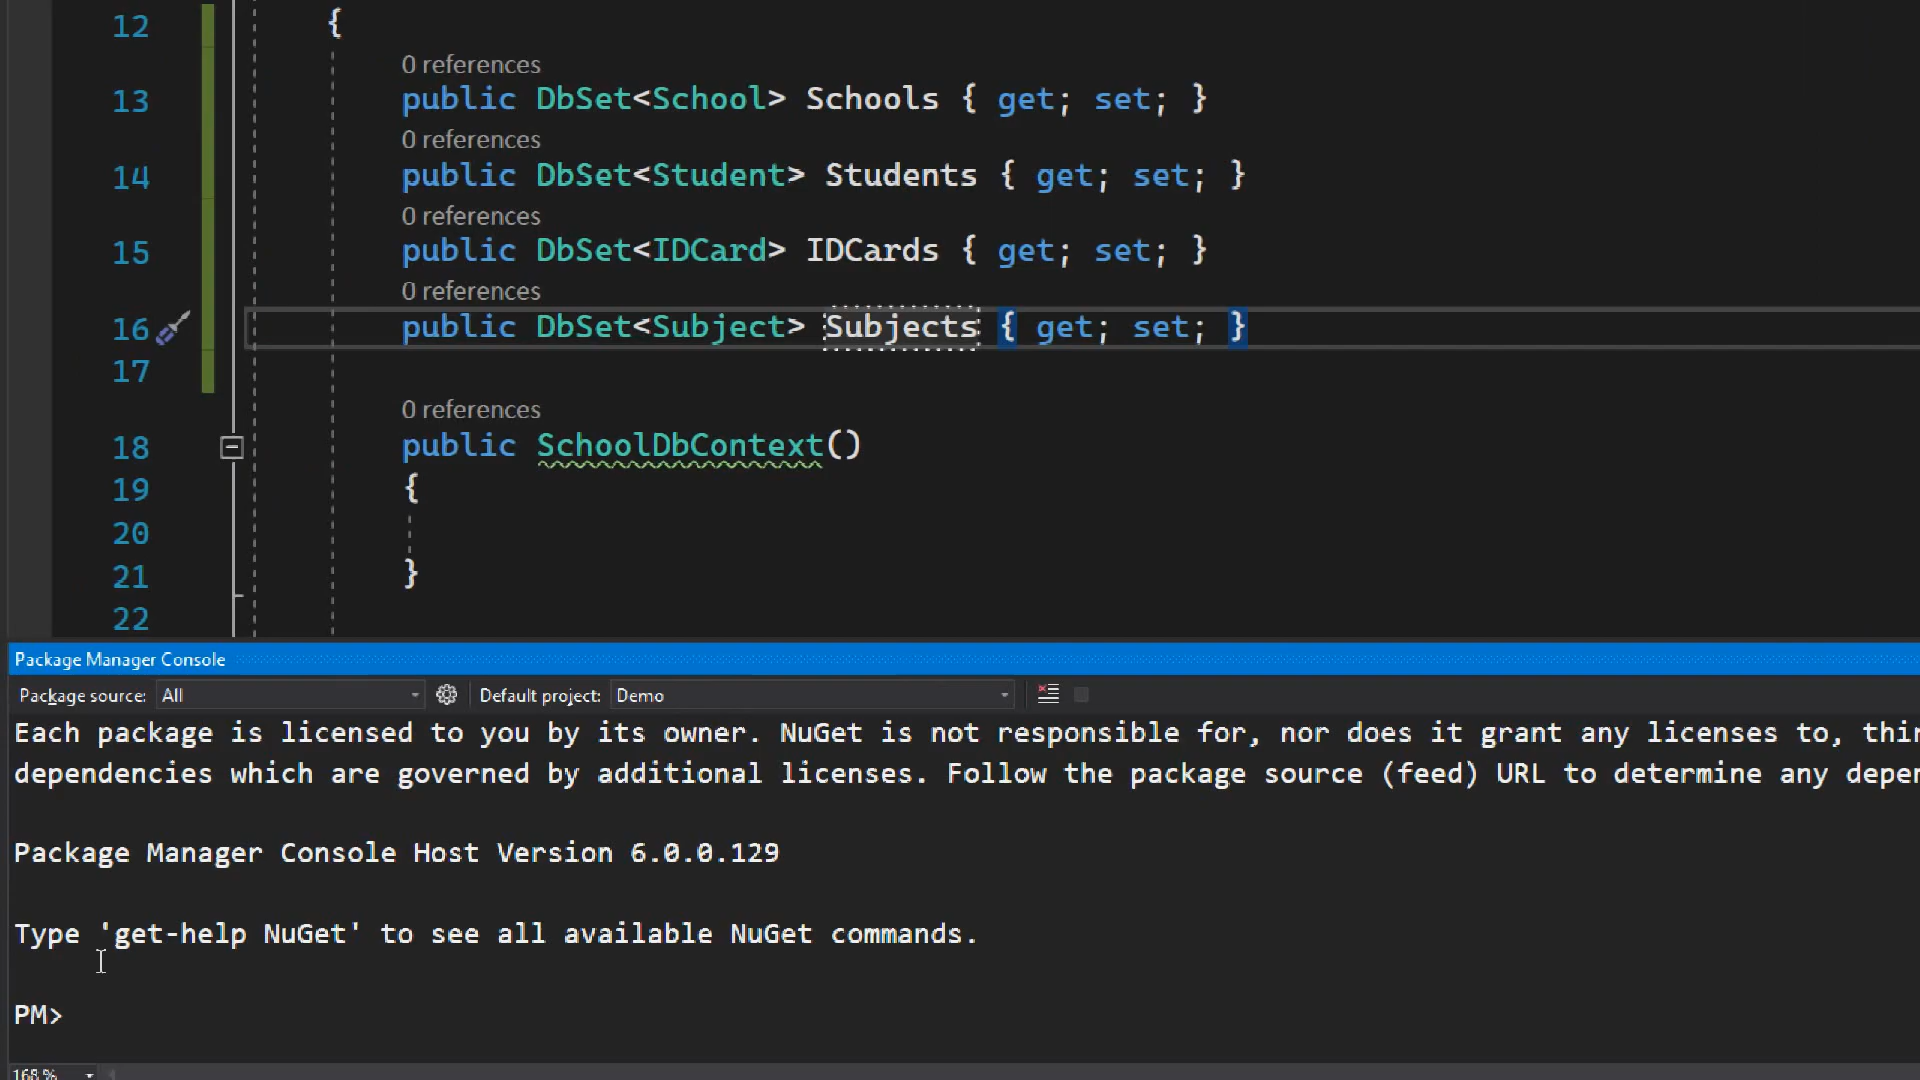 12 {
0 references
13 public DbSet<School> Schools { get; set; }
0 references
14 public DbSet<Student> Students { get; set; }
0 references
15 public DbSet<IDCard> IDCards { get; set; }
0 references
16 public DbSet<Subject> Subjects { get; set; }
17
0 references
18 public SchoolDbContext()
19 {
20
21 }
22
Package Manager Console
Package source: All Default project: Demo
Each package is licensed to you by its owner. NuGet is not responsible for, nor does it grant any licenses to,
dependencies which are governed by additional licenses. Follow the package source (feed) URL to determine any
Package Manager Console Host Version 6.0.0.129
Type 'get-help NuGet' to see all available NuGet commands.
PM>
168 %